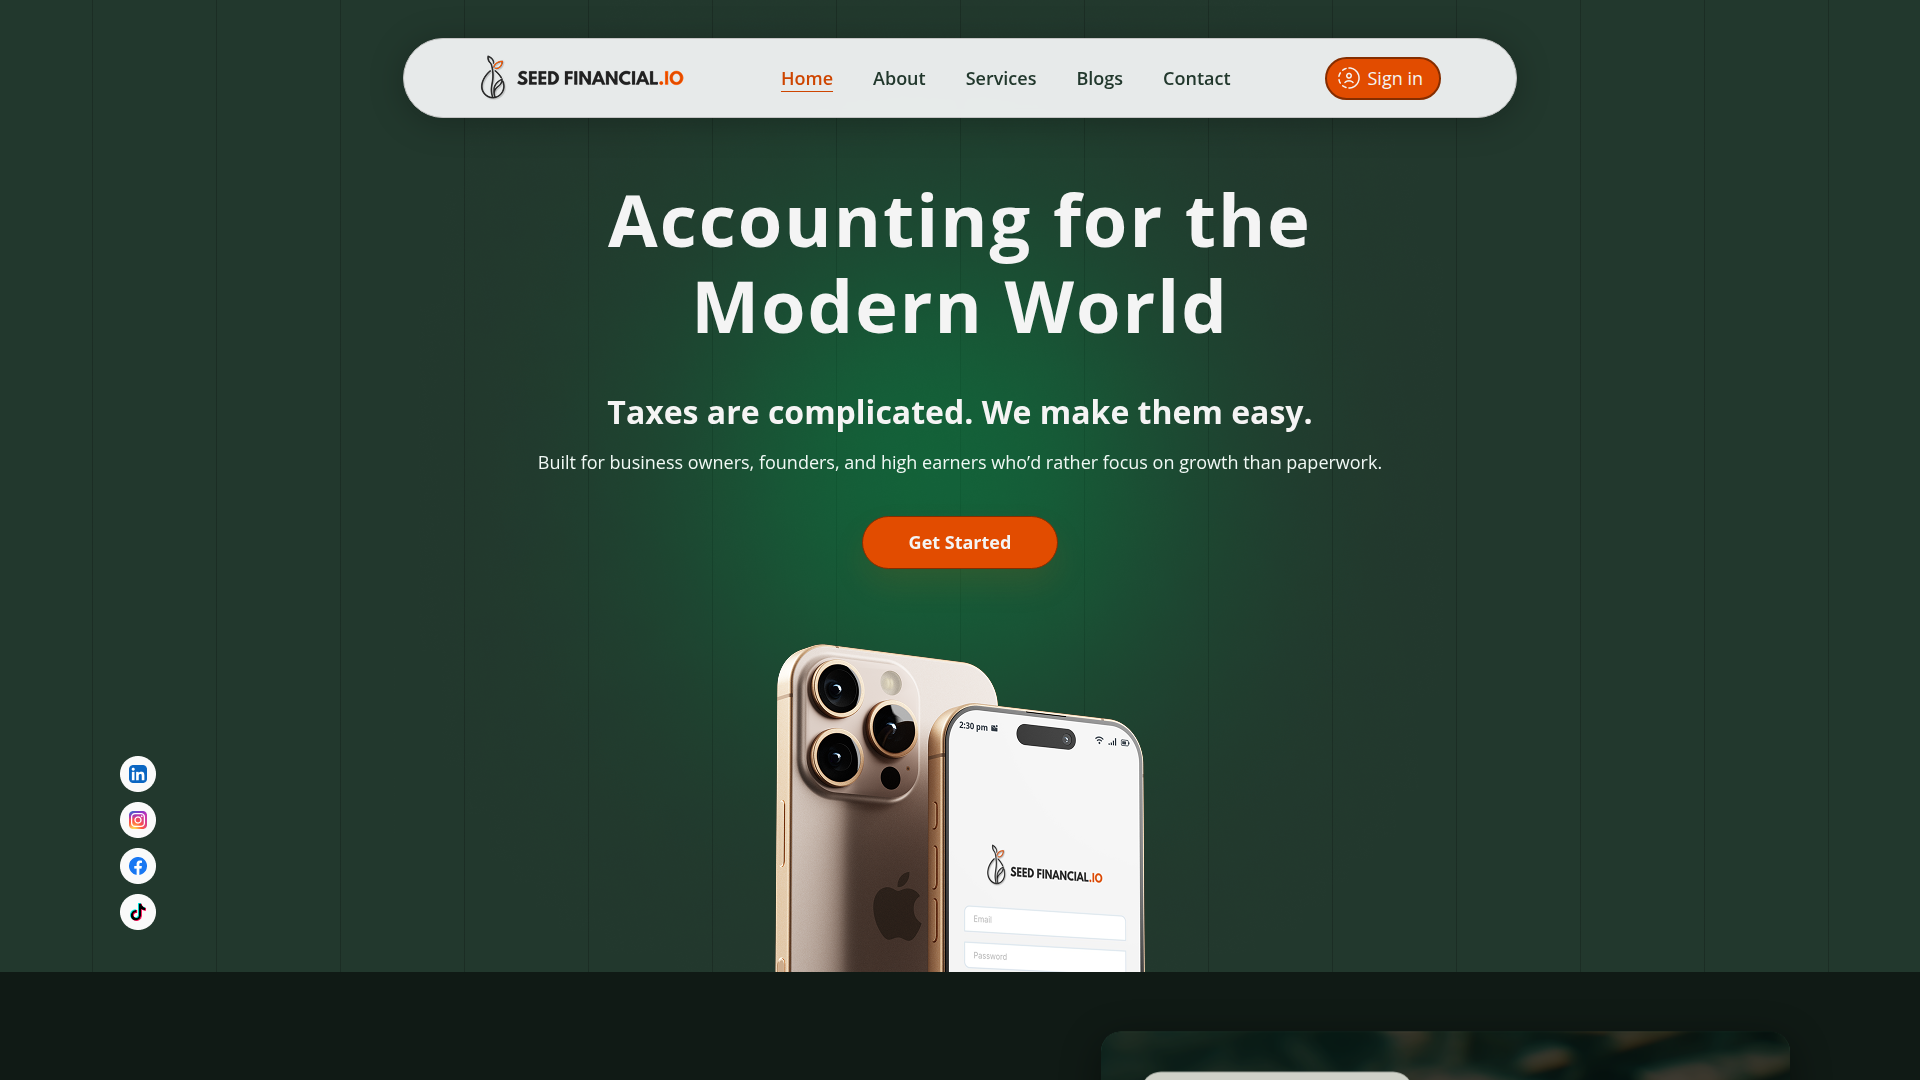 SEED FINANCIAL.IO
Home
About
Services
Blogs
Contact
Sign in
Accounting for the
Modern World
Taxes are complicated. We make them easy.
Built for business owners, founders, and high earners who’d rather focus on growth than paperwork.
Get Started
2:30 pm
SEED FINANCIAL.IO
Email
Password